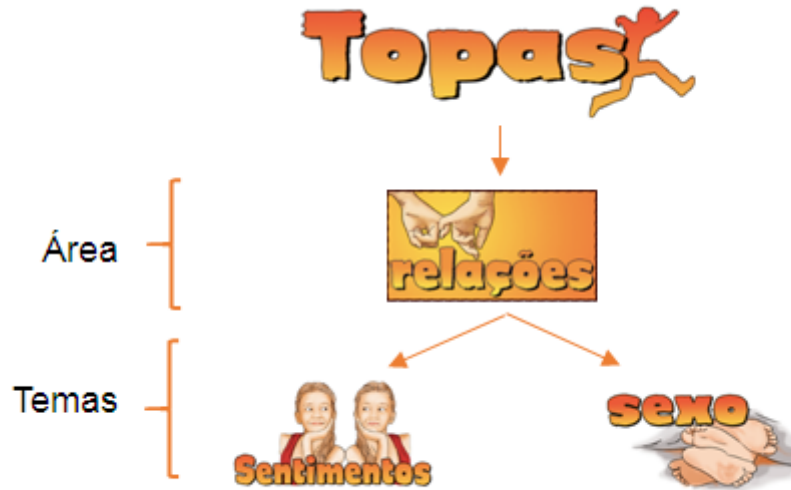 Topas
Área
relações
Temas
Sentimentos
sexo